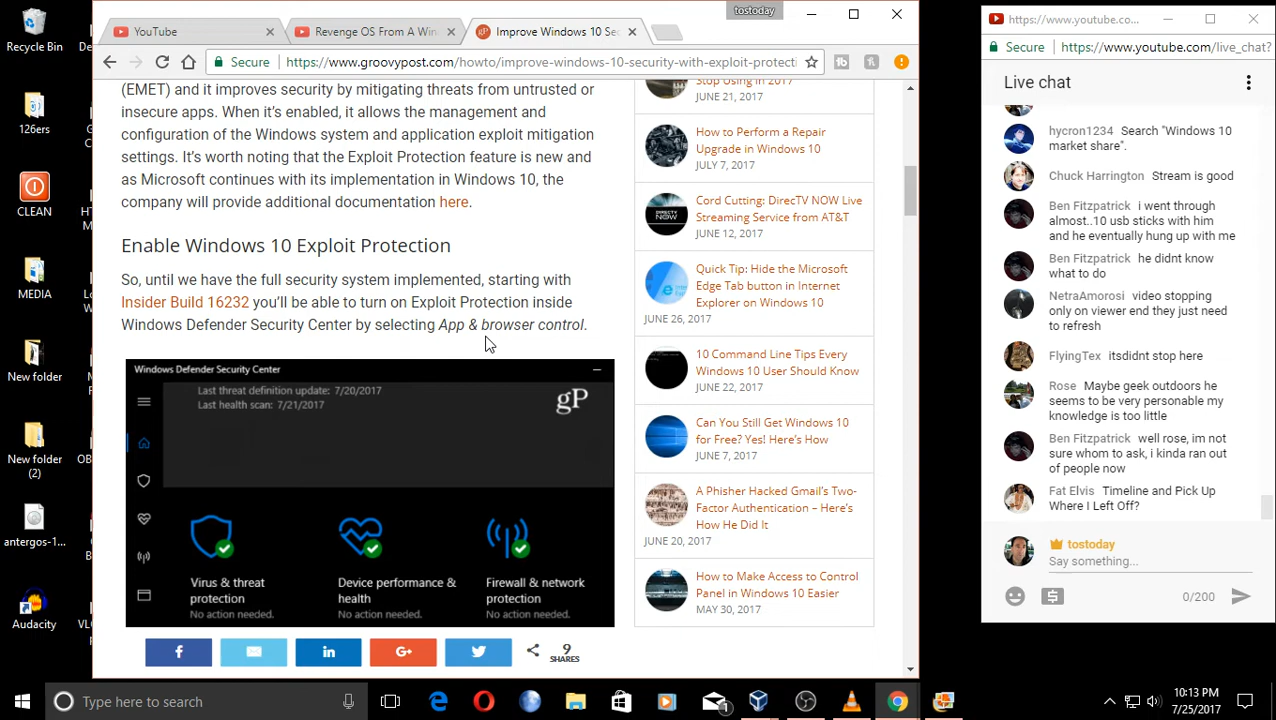 Recycle Bin
126ers
CLEAN
MEDIA
New folder
New folder
(2)
antergos-1...
Audacity
tostoday
YouTube
Revenge OS From A Win
Improve Windows 10 Sec
Secure
https://www.groovypost.com/howto/improve-windows-10-security-with-exploit-protecti
(EMET) and it improves security by mitigating threats from untrusted or
insecure apps. When it's enabled, it allows the management and
configuration of the Windows system and application exploit mitigation
settings. It's worth noting that the Exploit Protection feature is new and
as Microsoft continues with its implementation in Windows 10, the
company will provide additional documentation here.
Enable Windows 10 Exploit Protection
So, until we have the full security system implemented, starting with
Insider Build 16232 you'll be able to turn on Exploit Protection inside
Windows Defender Security Center by selecting App & browser control.
Windows Defender Security Center
Last threat definition update: 7/20/2017
Last health scan: 7/21/2017
gP
Virus & threat
protection
No action needed.
Device performance &
health
No action needed.
Firewall & network
protection
No action needed.
9
SHARES
Stop Using in 2017
JUNE 21, 2017
How to Perform a Repair
Upgrade in Windows 10
JULY 7, 2017
Cord Cutting: DirecTV NOW Live
Streaming Service from AT&T
JUNE 12, 2017
Quick Tip: Hide the Microsoft
Edge Tab button in Internet
Explorer on Windows 10
JUNE 26, 2017
10 Command Line Tips Every
Windows 10 User Should Know
JUNE 22, 2017
Can You Still Get Windows 10
for Free? Yes! Here's How
JUNE 7, 2017
A Phisher Hacked Gmail's Two-
Factor Authentication – Here's
How He Did It
JUNE 20, 2017
How to Make Access to Control
Panel in Windows 10 Easier
MAY 30, 2017
https://www.youtube.co...
Secure
https://www.youtube.com/live_chat?
Live chat
hycron1234 Search "Windows 10
market share".
Chuck Harrington Stream is good
Ben Fitzpatrick i went through
almost..10 usb sticks with him
and he eventually hung up with me
Ben Fitzpatrick he didnt know
what to do
NetraAmorosi video stopping
only on viewer end they just need
to refresh
FlyingTex itsdidnt stop here
Rose Maybe geek outdoors he
seems to be very personable my
knowledge is too little
Ben Fitzpatrick well rose, im not
sure whom to ask, i kinda ran out
of people now
Fat Elvis Timeline and Pick Up
Where I Left Off?
tostoday
Say something...
0/200
Type here to search
10:13 PM
7/25/2017